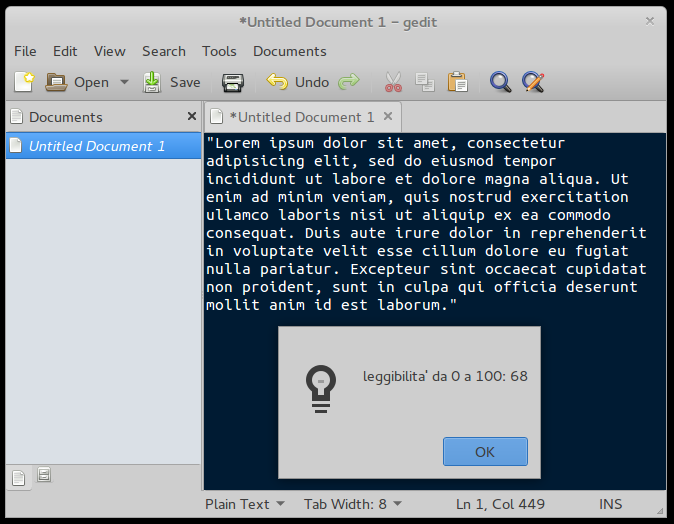 *Untitled Document 1 – gedit
File Edit View Search Tools Documents
Open Save Undo
Documents
*Untitled Document 1
Untitled Document 1
"Lorem ipsum dolor sit amet, consectetur
adipisicing elit, sed do eiusmod tempor
incididunt ut labore et dolore magna aliqua. Ut
enim ad minim veniam, quis nostrud exercitation
ullamco laboris nisi ut aliquip ex ea commodo
consequat. Duis aute irure dolor in reprehenderit
in voluptate velit esse cillum dolore eu fugiat
nulla pariatur. Excepteur sint occaecat cupidatat
non proident, sunt in culpa qui officia deserunt
mollit anim id est laborum."
leggibilita' da 0 a 100: 68
OK
Plain Text Tab Width: 8 Ln 1, Col 449 INS